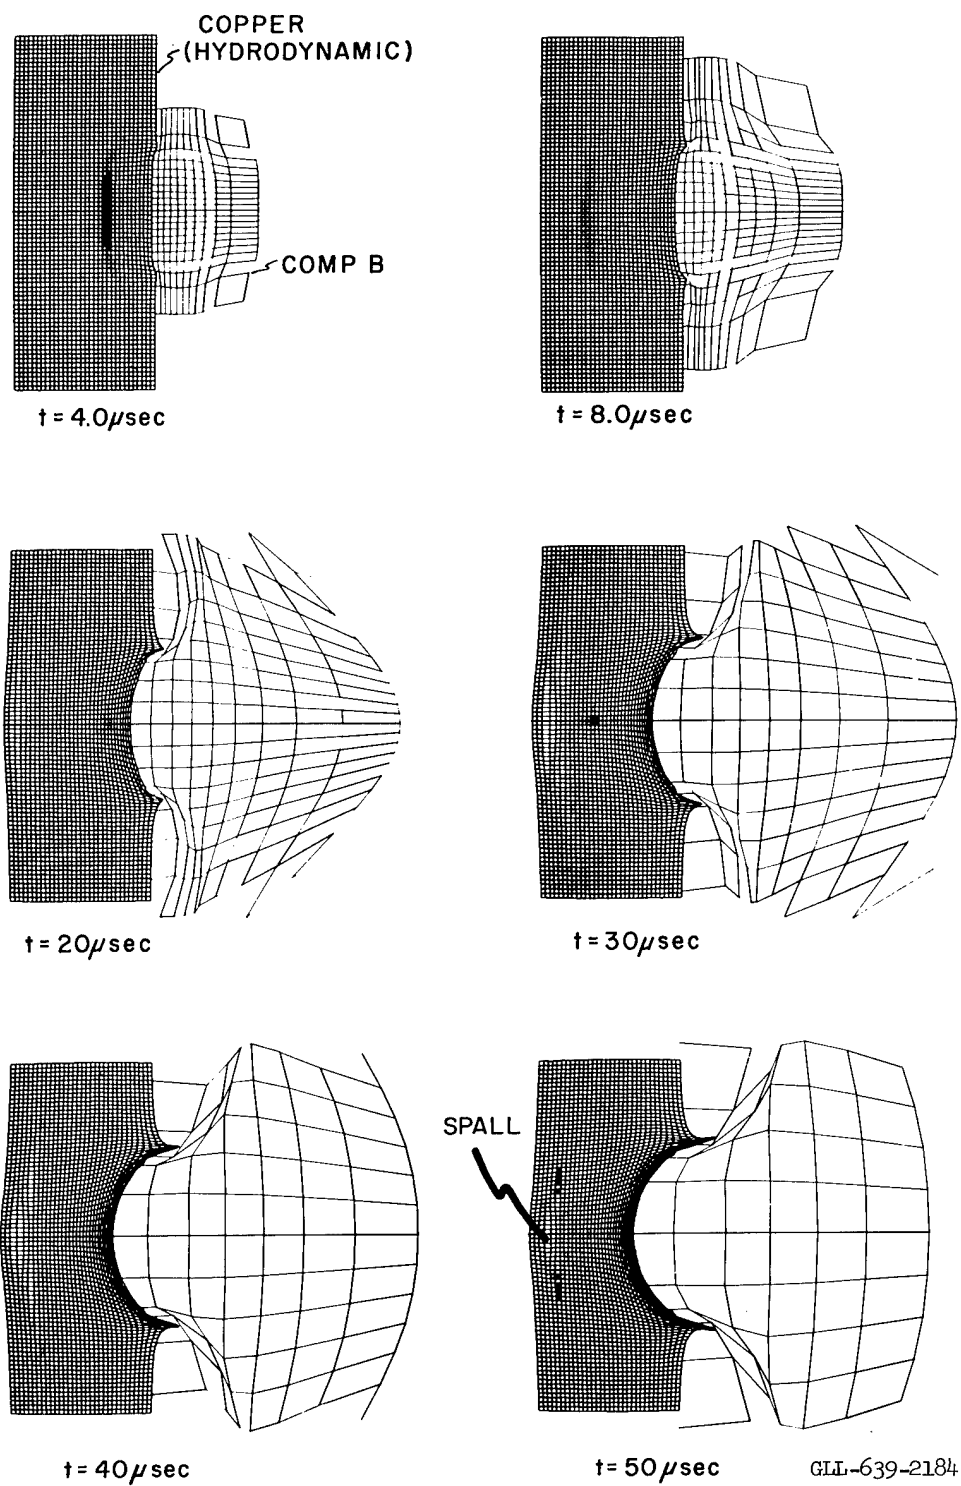 COPPER
(HYDRODYNAMIC)
COMP B
t = 4.0μsec
t = 8.0μsec
t = 20μsec
t = 30μsec
SPALL
t = 40μsec
t = 50μsec
GLL-639-2184